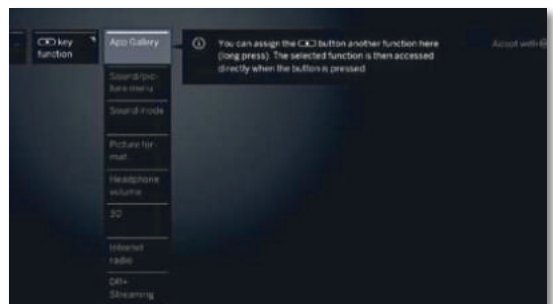 key
function
App Gallery
You can assign the button another function here
(long press). The selected function is then accessed
directly when the button is pressed
Adopt with
Sound/pic-
ture menu
Sound mode
Picture for-
mat
Headphone
volume
3D
Internet
radio
DR+
Streaming